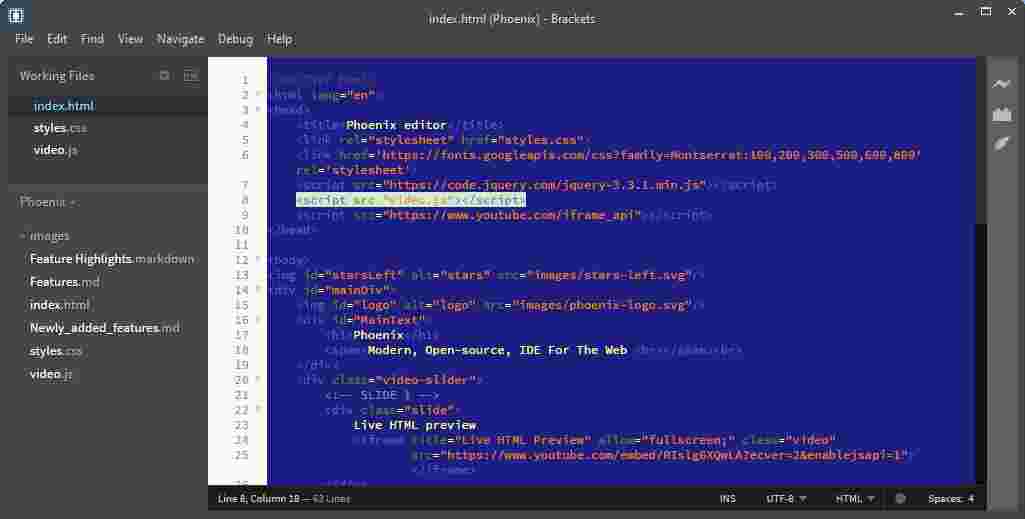 index.html (Phoenix) - Brackets
File Edit Find View Navigate Debug Help
Working Files
index.html
styles.css
video.js
Phoenix
images
Feature Highlights.markdown
Features.md
index.html
Newly_added_features.md
styles.css
video.js
1
2 <html lang="en">
3 <head>
4 <title>Phoenix editor</title>
5 <link rel="stylesheet" href="styles.css">
6 <link href='https://fonts.googleapis.com/css?family=Montserrat:100,200,300,500,600,800'
rel='stylesheet'>
7 <script src="https://code.jquery.com/jquery-3.3.1.min.js"></script>
8 <script src="video.js"></script>
9 <script src="https://www.youtube.com/iframe_api"></script>
10 </head>
11
12 <body>
13 <img id="starsLeft" alt="stars" src="images/stars-left.svg"/>
14 <div id="mainDiv">
15 <img id="logo" alt="logo" src="images/phoenix-logo.svg"/>
16 <div id="MainText">
17 <h1>Phoenix</h1>
18 <span>Modern, Open-source, IDE For The Web <br></span><br>
19 </div>
20 <div class="video-slider">
21 <!-- SLIDE 1 -->
22 <div class="slide">
23 Live HTML preview
24 <iframe title="Live HTML Preview" allow="fullscreen;" class="video"
25 src="https://www.youtube.com/embed/RIslg6XQwLA?ecver=2&enablejsapi=1">
</iframe>
Line 8, Column 18 — 63 Lines INS UTF-8 HTML Spaces: 4